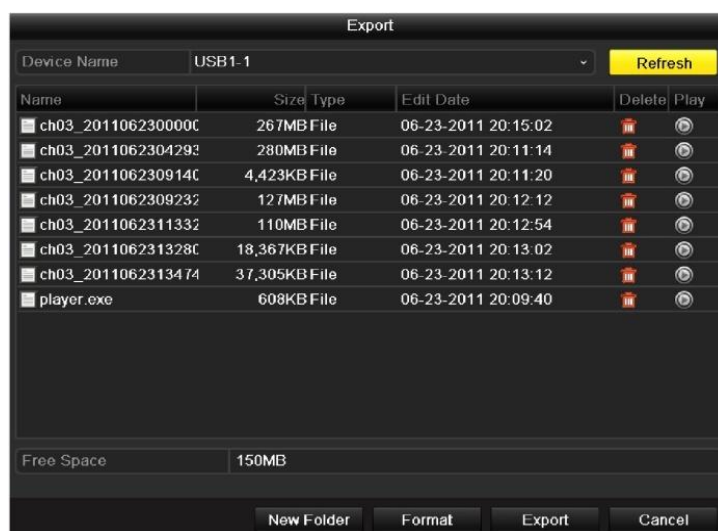 Export
Device Name USB1-1 Refresh
Name Size Type Edit Date Delete Play
ch03_2011062300000 267MB File 06-23-2011 20:15:02
ch03_2011062304293 280MB File 06-23-2011 20:11:14
ch03_2011062309140 4,423KB File 06-23-2011 20:11:20
ch03_2011062309232 127MB File 06-23-2011 20:12:12
ch03_2011062311332 110MB File 06-23-2011 20:12:54
ch03_2011062313280 18,367KB File 06-23-2011 20:13:02
ch03_2011062313474 37,305KB File 06-23-2011 20:13:12
player.exe 608KB File 06-23-2011 20:09:40
Free Space 150MB
New Folder Format Export Cancel